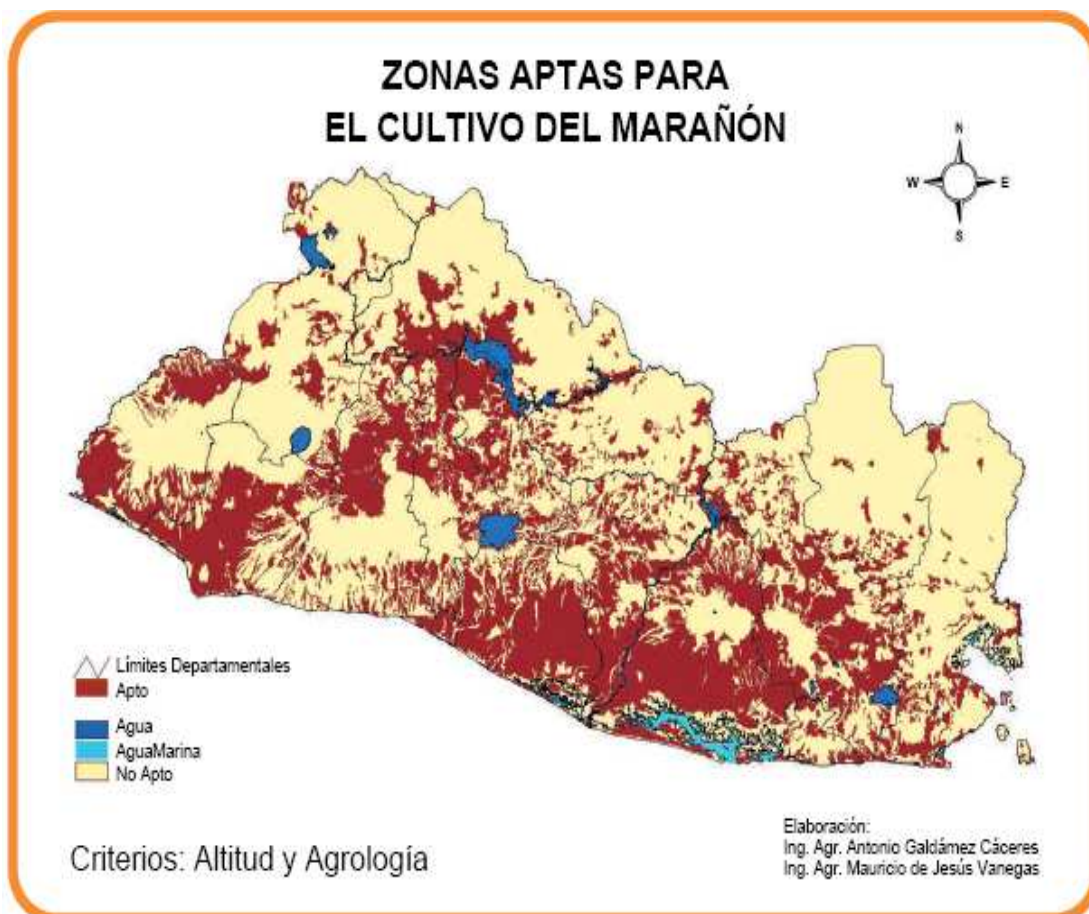 ZONAS APTAS PARA
EL CULTIVO DEL MARAÑÓN
N
W E
S
Límites Departamentales
Apto
Agua
AguaMarina
No Apto
Criterios: Altitud y Agrología
Elaboración:
Ing. Agr. Antonio Galdámez Cáceres
Ing. Agr. Mauricio de Jesús Vanegas